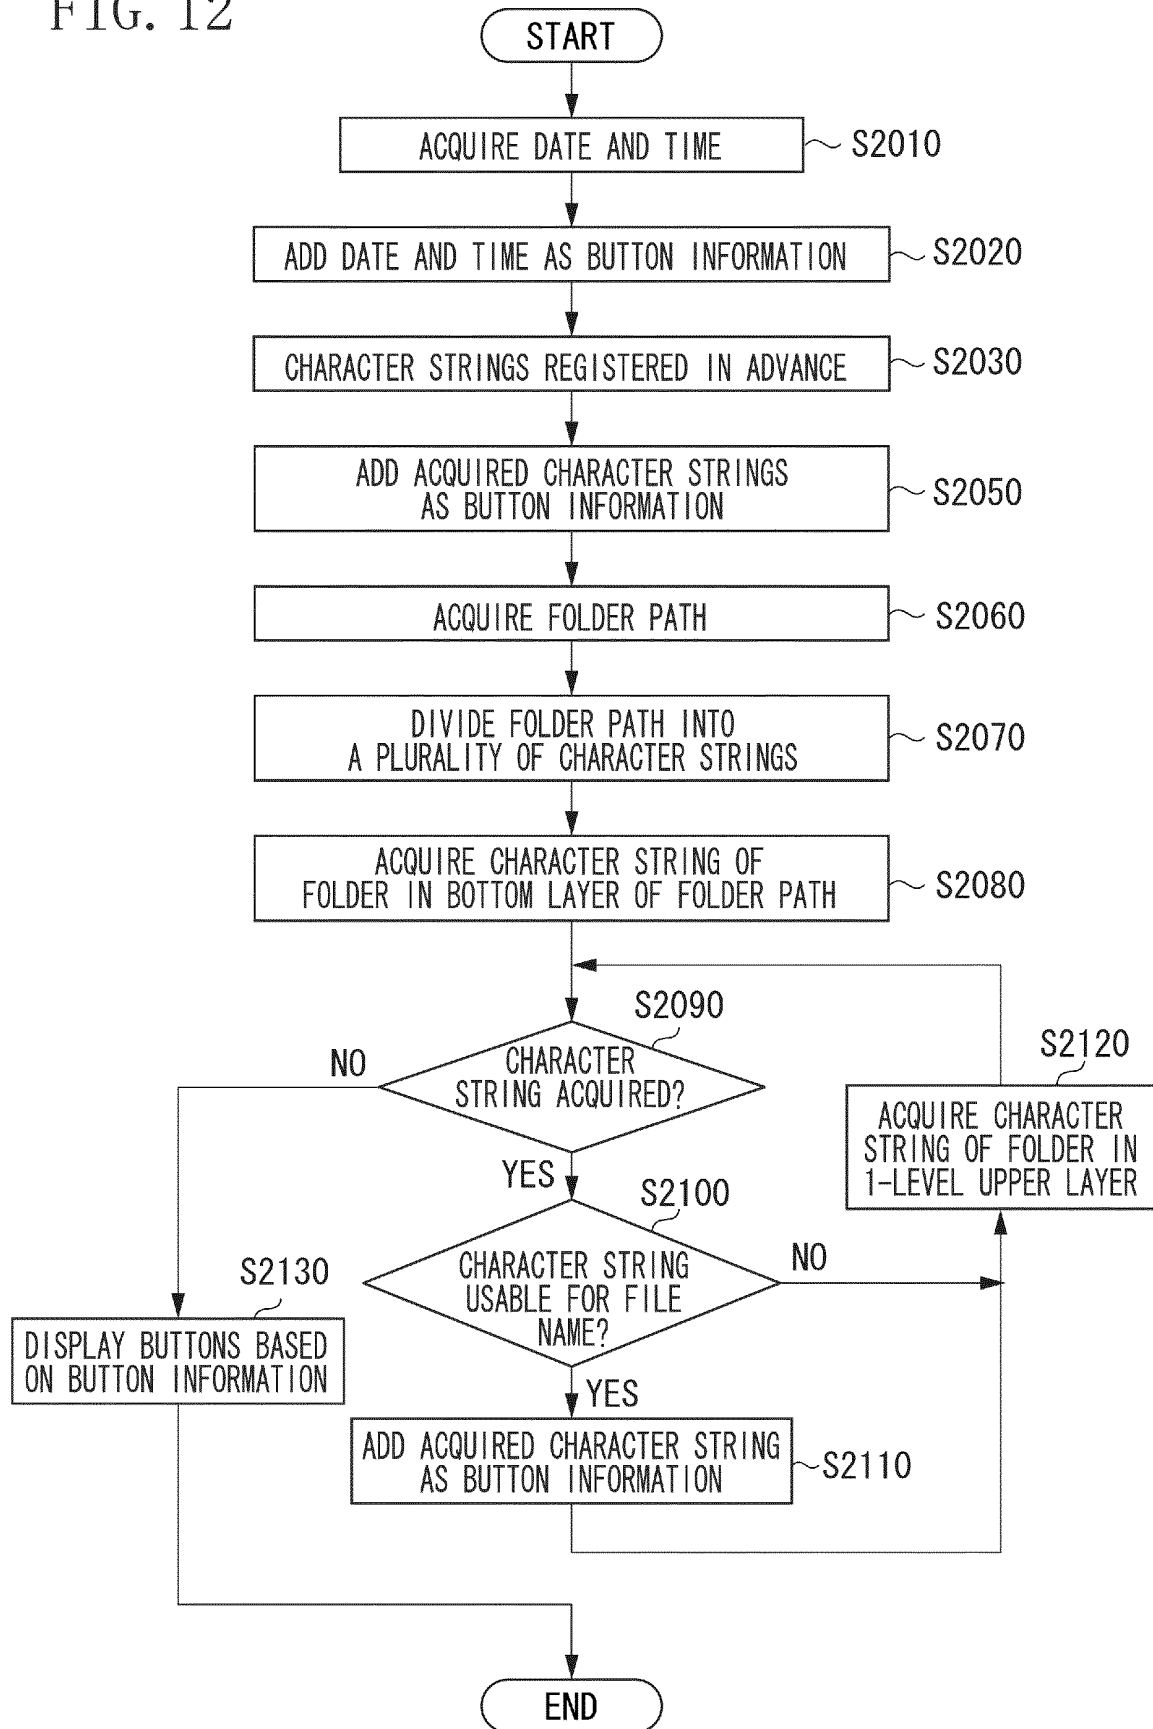 FIG. 12
START
ACQUIRE DATE AND TIME
S2010
ADD DATE AND TIME AS BUTTON INFORMATION
S2020
CHARACTER STRINGS REGISTERED IN ADVANCE
S2030
ADD ACQUIRED CHARACTER STRINGS
AS BUTTON INFORMATION
S2050
ACQUIRE FOLDER PATH
S2060
DIVIDE FOLDER PATH INTO
A PLURALITY OF CHARACTER STRINGS
S2070
ACQUIRE CHARACTER STRING OF
FOLDER IN BOTTOM LAYER OF FOLDER PATH
S2080
S2090
CHARACTER
STRING ACQUIRED?
NO
YES
S2120
ACQUIRE CHARACTER
STRING OF FOLDER IN
1-LEVEL UPPER LAYER
S2100
CHARACTER STRING
USABLE FOR FILE
NAME?
NO
YES
S2130
DISPLAY BUTTONS BASED
ON BUTTON INFORMATION
ADD ACQUIRED CHARACTER STRING
AS BUTTON INFORMATION
S2110
END